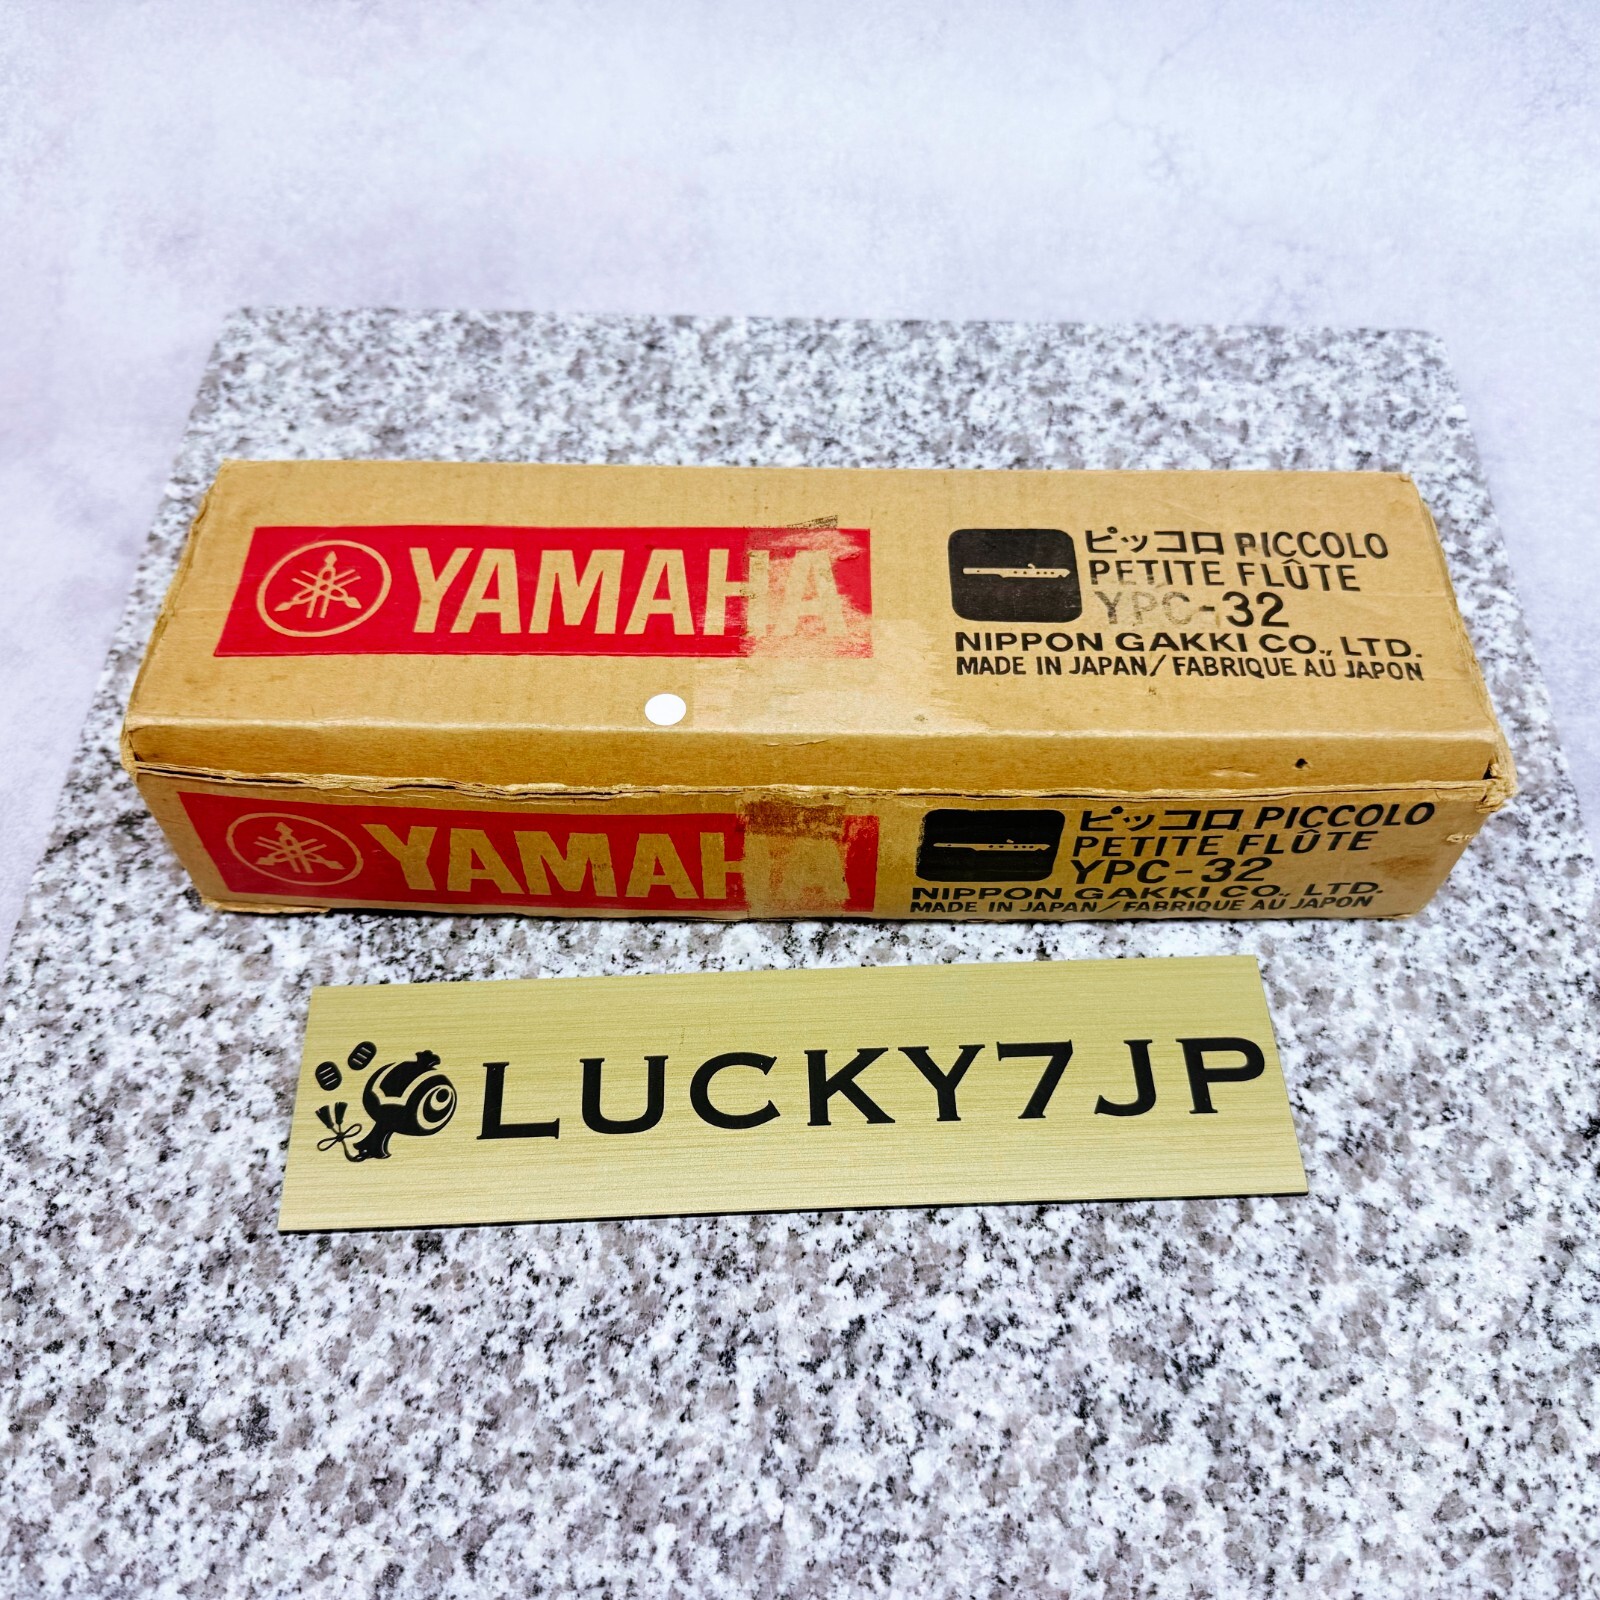 YAMAHA
ピッコロ PICCOLO
PETITE FLÛTE
YPC-32
NIPPON GAKKI CO., LTD.
MADE IN JAPAN/FABRIQUE AU JAPON
YAMAHA
ピッコロ PICCOLO
PETITE FLÛTE
YPC-32
NIPPON GAKKI CO., LTD.
MADE IN JAPAN/FABRIQUE AU JAPON
LUCKY7JP